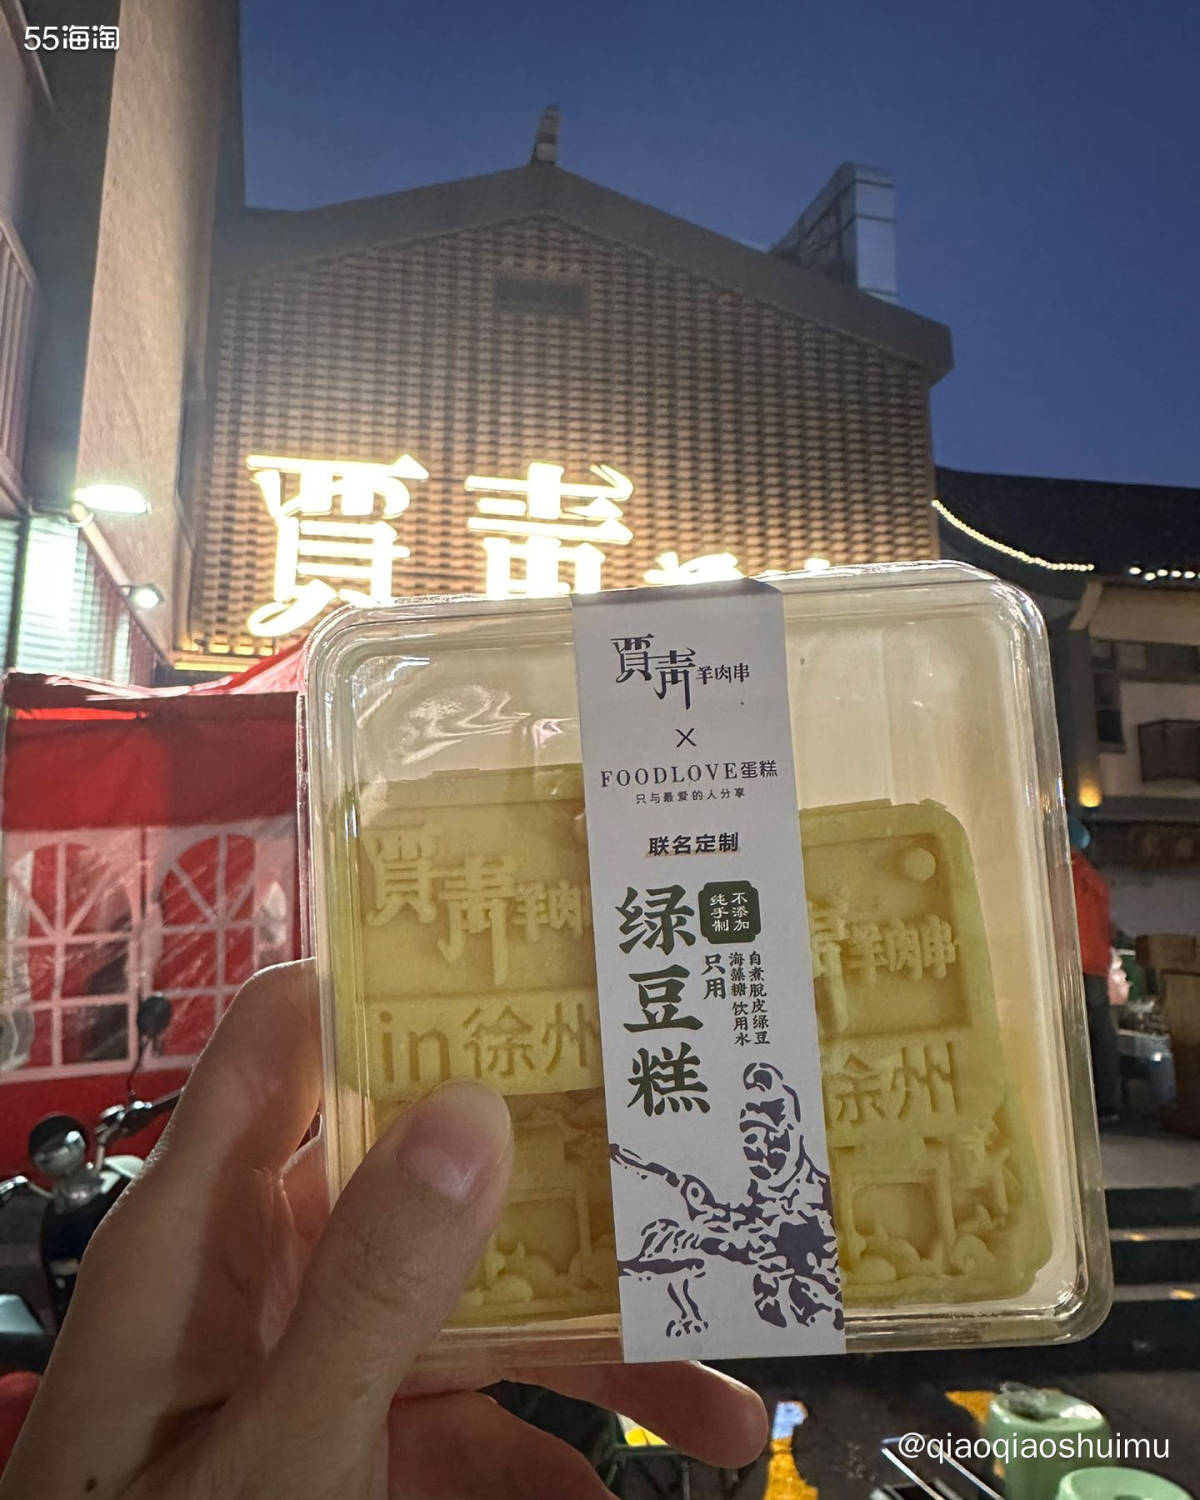 55海淘
賈青
賈青羊肉串
X
FOODLOVE蛋糕
只与最爱的人分享
联名定制
绿豆糕
不添加
纯手制
只用
自煮脱皮绿豆
海藻糖 饮用水
賈青羊肉串
in徐州
羊肉串
徐州
@qiaoqiaoshuimu